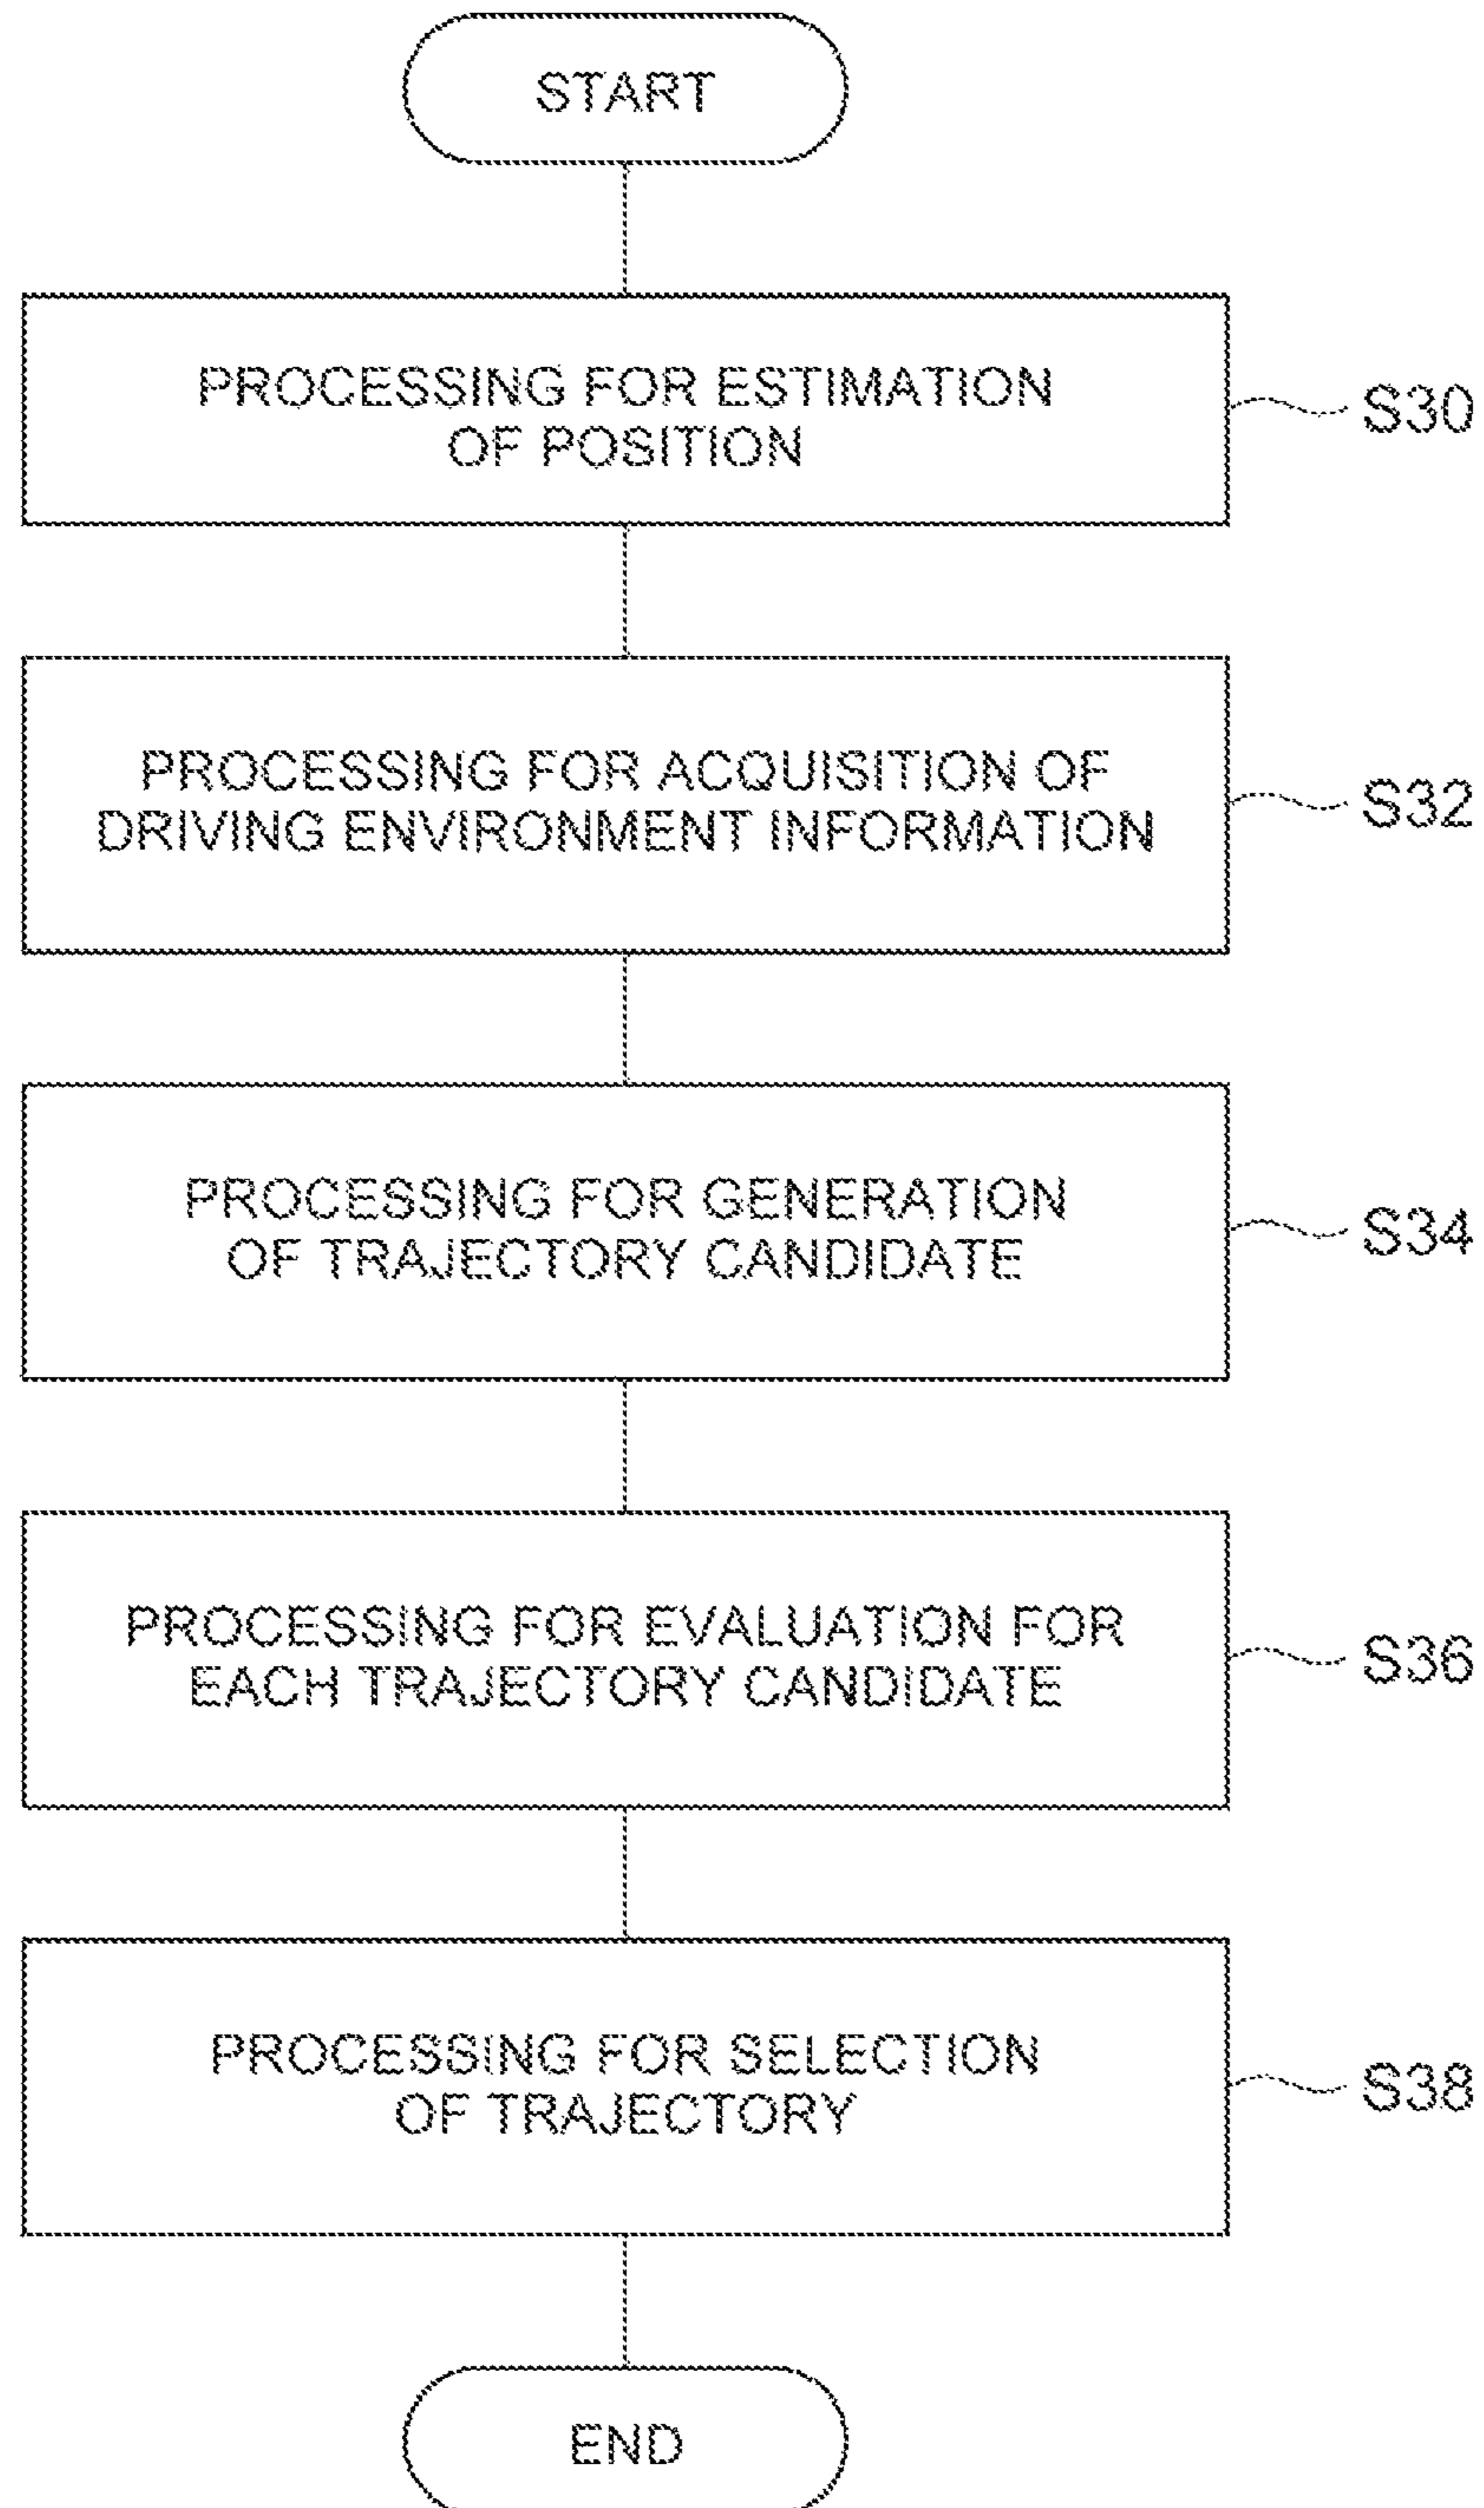 START
PROCESSING FOR ESTIMATION
OF POSITION
S30
PROCESSING FOR ACQUISITION OF
DRIVING ENVIRONMENT INFORMATION
S32
PROCESSING FOR GENERATION
OF TRAJECTORY CANDIDATE
S34
PROCESSING FOR EVALUATION FOR
EACH TRAJECTORY CANDIDATE
S36
PROCESSING FOR SELECTION
OF TRAJECTORY
S38
END